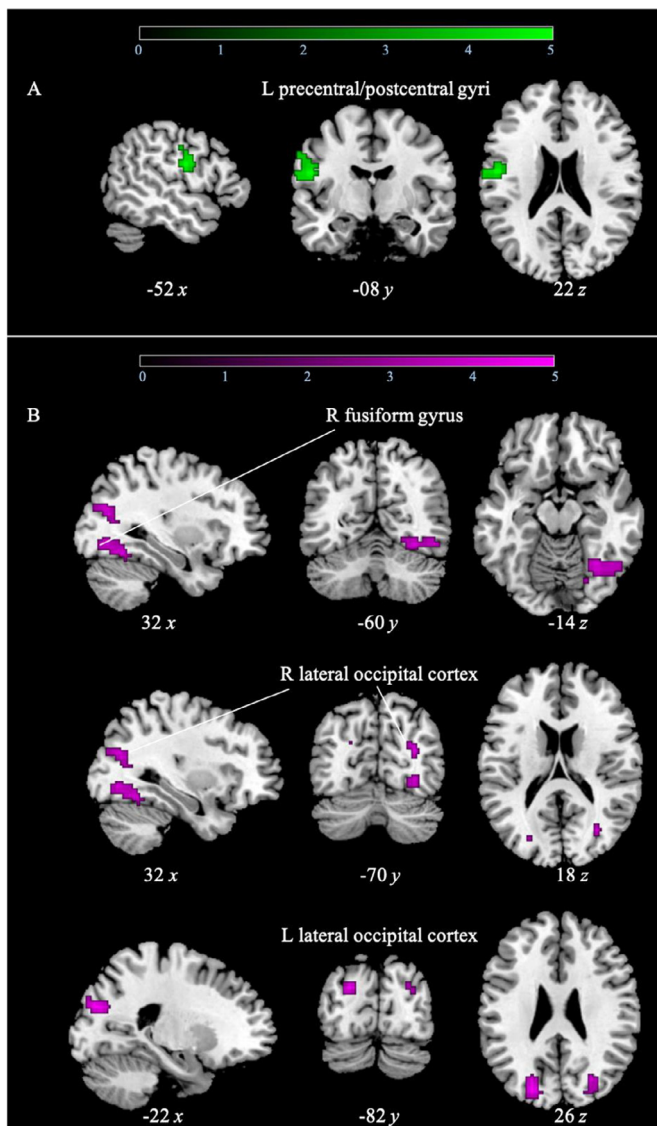 0 1 2 3 4 5
A
L precentral/postcentral gyri
-52 x -08 y 22 z
0 1 2 3 4 5
B
R fusiform gyrus
32 x -60 y -14 z
R lateral occipital cortex
32 x -70 y 18 z
L lateral occipital cortex
-22 x -82 y 26 z